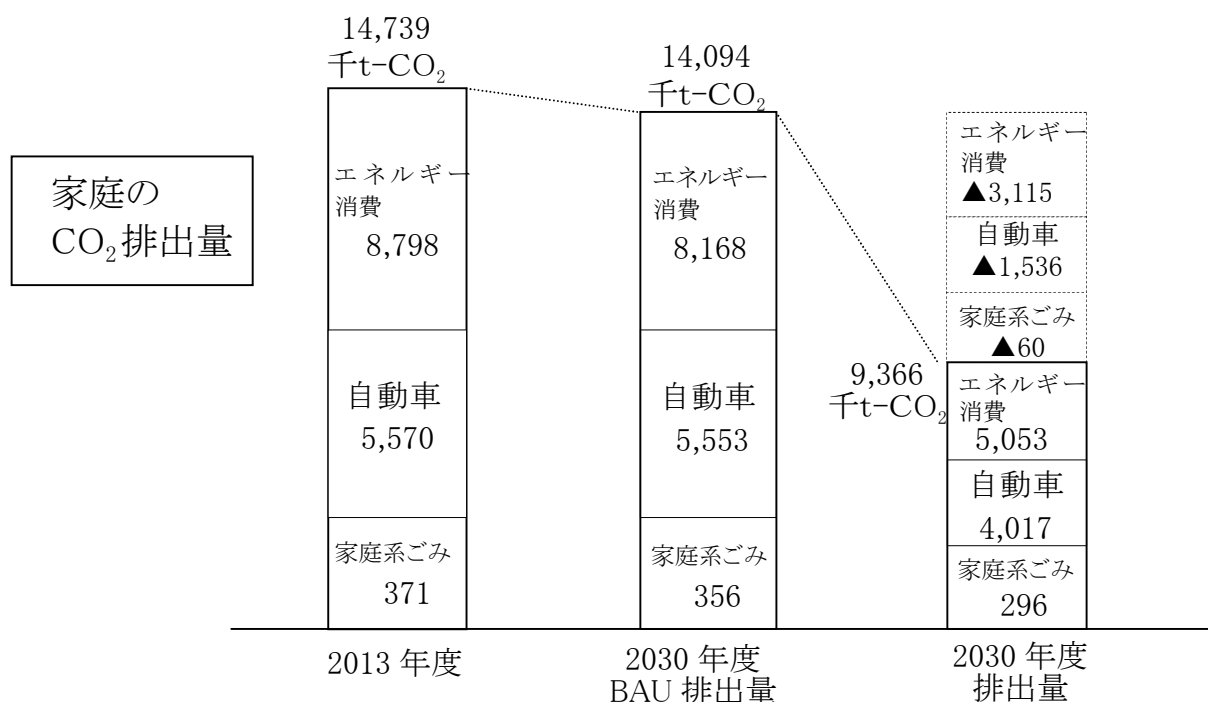 家庭の
CO₂排出量
14,739
千t-CO₂
エネルギー
消費
8,798
自動車
5,570
家庭系ごみ
371
2013 年度
14,094
千t-CO₂
エネルギー
消費
8,168
自動車
5,553
家庭系ごみ
356
2030 年度
BAU 排出量
エネルギー
消費
▲3,115
自動車
▲1,536
家庭系ごみ
▲60
9,366
千t-CO₂
エネルギー
消費
5,053
自動車
4,017
家庭系ごみ
296
2030 年度
排出量